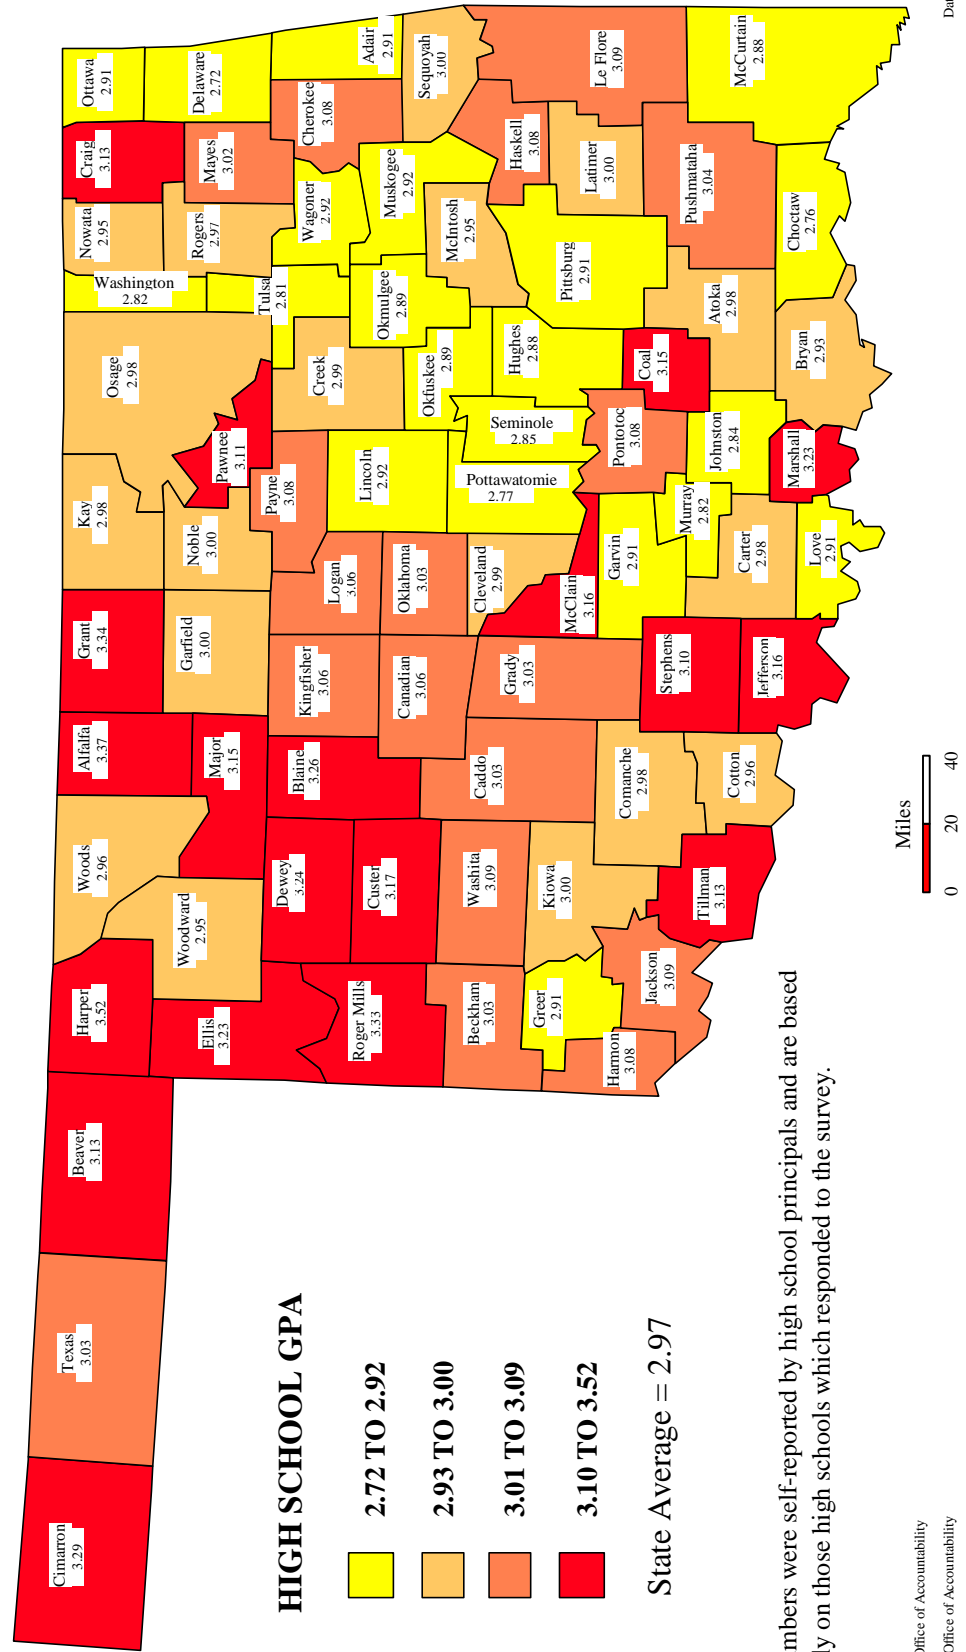 Cimarron
3.29
Texas
3.03
Beaver
3.13
Harper
3.52
Woods
2.96
Alfalfa
3.37
Grant
3.34
Kay
2.98
Osage
2.98
Washington
2.82
Nowata
2.95
Craig
3.13
Ottawa
2.91
Delaware
2.72
Ellis
3.23
Woodward
2.95
Major
3.15
Garfield
3.00
Noble
3.00
Pawnee
3.11
Rogers
2.97
Mayes
3.02
Tulsa
2.81
Dewey
3.24
Blaine
3.26
Kingfisher
3.06
Logan
3.06
Payne
3.08
Creek
2.99
Wagoner
2.92
Cherokee
3.08
Adair
2.91
Roger Mills
3.33
Custer
3.17
Canadian
3.06
Oklahoma
3.03
Lincoln
2.92
Okfuskee
2.89
Okmulgee
2.89
Muskogee
2.92
Sequoyah
3.00
Beckham
3.03
Washita
3.09
Caddo
3.03
Grady
3.03
Cleveland
2.99
McClain
3.16
Pottawatomie
2.77
Seminole
2.85
Hughes
2.88
McIntosh
2.95
Haskell
3.08
Le Flore
3.09
Greer
2.91
Kiowa
3.00
Harmon
3.08
Jackson
3.09
Comanche
2.98
Stephens
3.10
Garvin
2.91
Pontotoc
3.08
Coal
3.15
Pittsburg
2.91
Latimer
3.00
Tillman
3.13
Cotton
2.96
Jefferson
3.16
Carter
2.98
Murray
2.82
Johnston
2.84
Atoka
2.98
Pushmataha
3.04
McCurtain
2.88
Love
2.91
Marshall
3.23
Bryan
2.93
Choctaw
2.76
HIGH SCHOOL GPA
2.72 TO 2.92
2.93 TO 3.00
3.01 TO 3.09
3.10 TO 3.52
State Average = 2.97
mbers were self-reported by high school principals and are based
ly on those high schools which responded to the survey.
Miles
0 20 40
ffice of Accountability
Office of Accountability
Dat